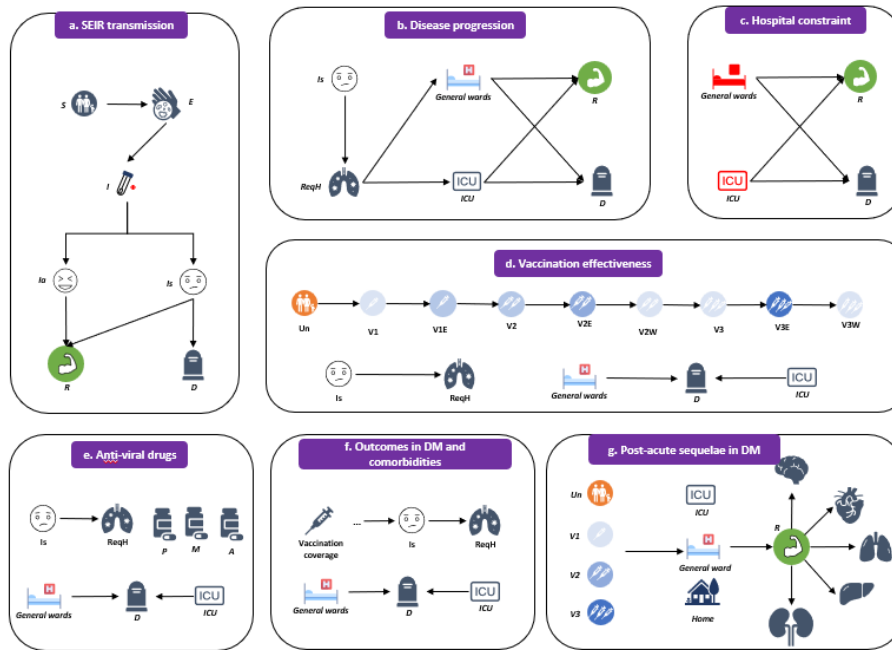 a. SEIR transmission
S
E
I
Ia
Is
R
D
b. Disease progression
Is
H
General wards
R
ReqH
ICU
ICU
D
c. Hospital constraint
General wards
R
ICU
ICU
D
d. Vaccination effectiveness
Un
V1
V1E
V2
V2E
V2W
V3
V3E
V3W
Is
ReqH
H
General wards
D
ICU
ICU
e. Anti-viral drugs
Is
ReqH
P
M
A
H
General wards
D
ICU
ICU
f. Outcomes in DM and
comorbidities
Vaccination
coverage
...
Is
ReqH
H
General wards
D
ICU
ICU
g. Post-acute sequelae in DM
Un
V1
V2
V3
ICU
ICU
H
General ward
Home
R